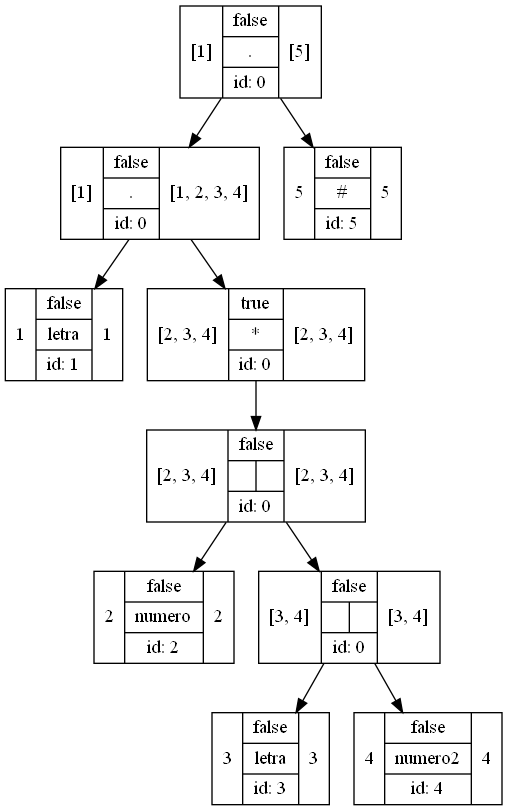 false
[1] . [5]
id: 0
false
[1] . [1, 2, 3, 4]
id: 0
false
5 # 5
id: 5
false
1 letra 1
id: 1
true
[2, 3, 4] * [2, 3, 4]
id: 0
false
[2, 3, 4] | [2, 3, 4]
id: 0
false
2 numero 2
id: 2
false
[3, 4] | [3, 4]
id: 0
false
3 letra 3
id: 3
false
4 numero2 4
id: 4